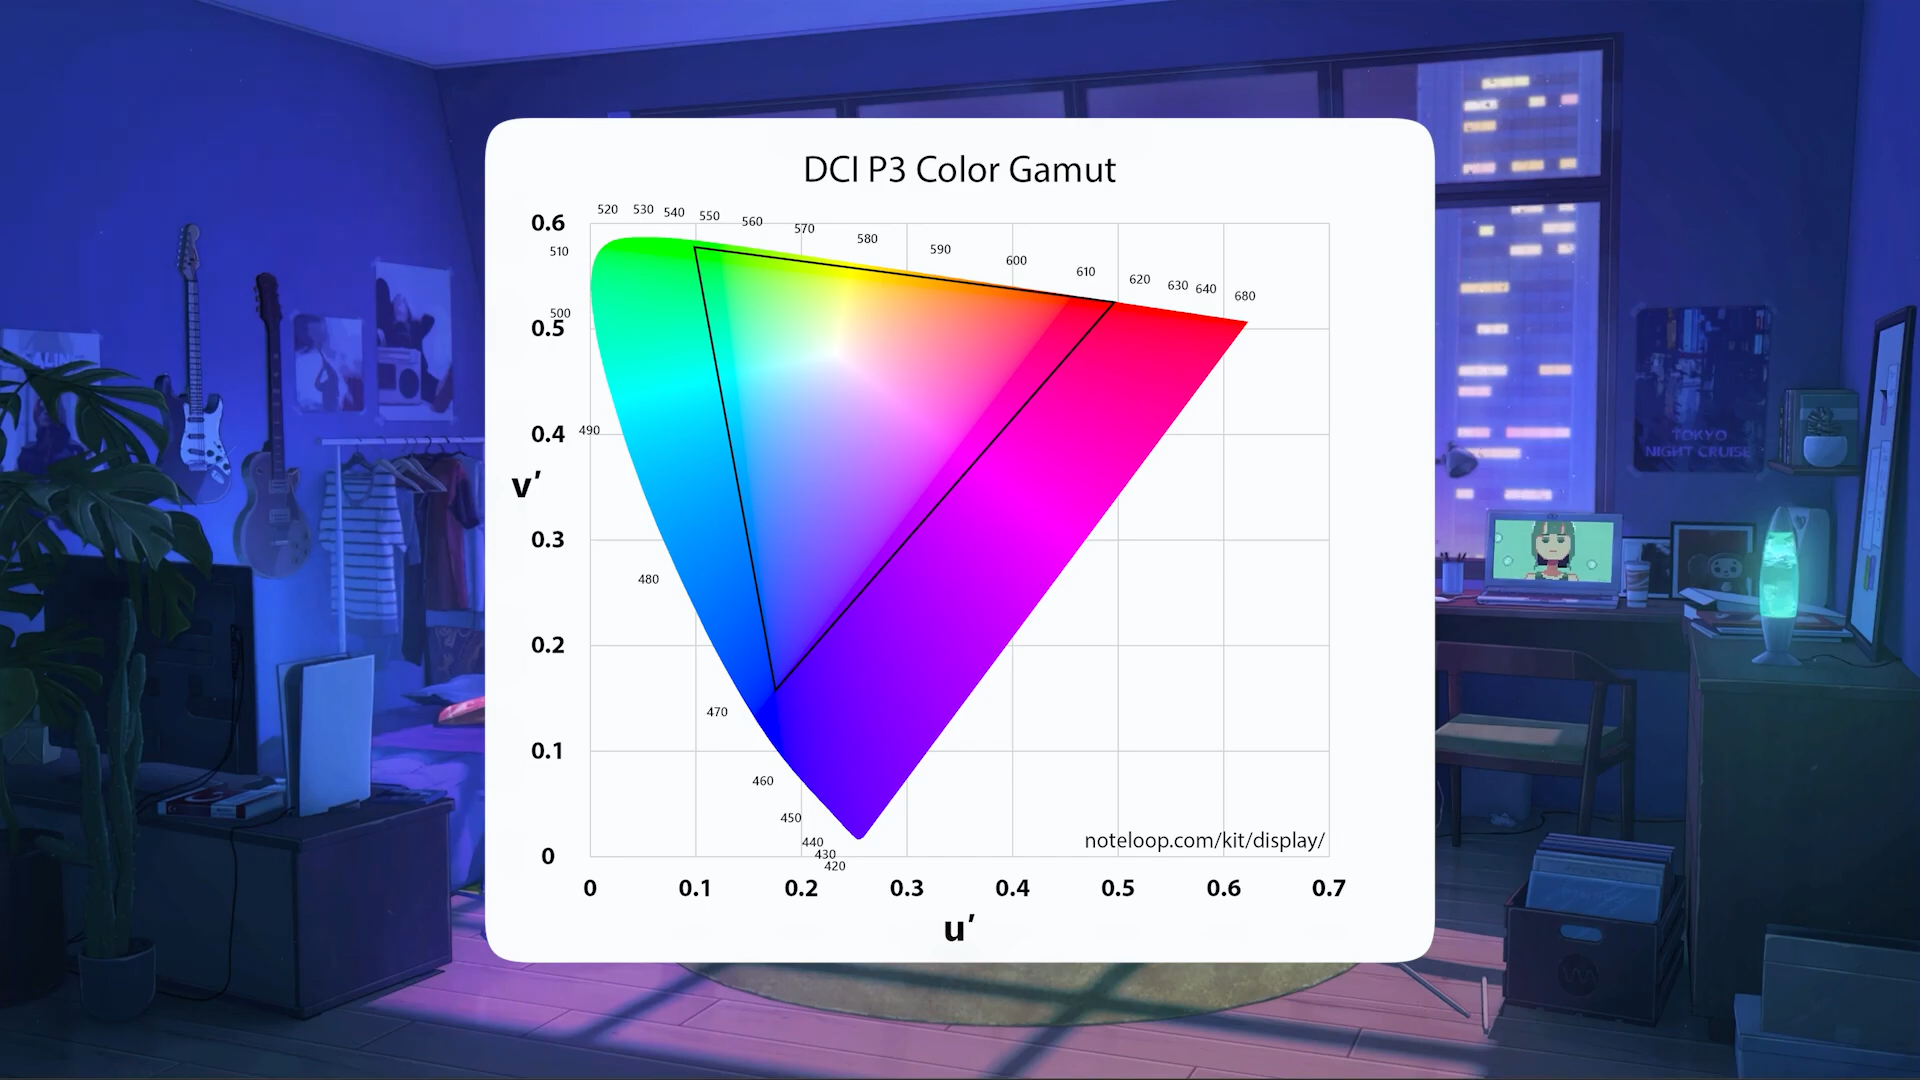 DCI P3 Color Gamut
520 530 540 550 560 570 580 590 600 610 620 630 640 680
0.6
510
500
0.5
0.4
490
v′
0.3
480
0.2
470
0.1
460
450
440
430
420
0
noteloop.com/kit/display/
0 0.1 0.2 0.3 0.4 0.5 0.6 0.7
u′
TOKYO
NIGHT CRUISE